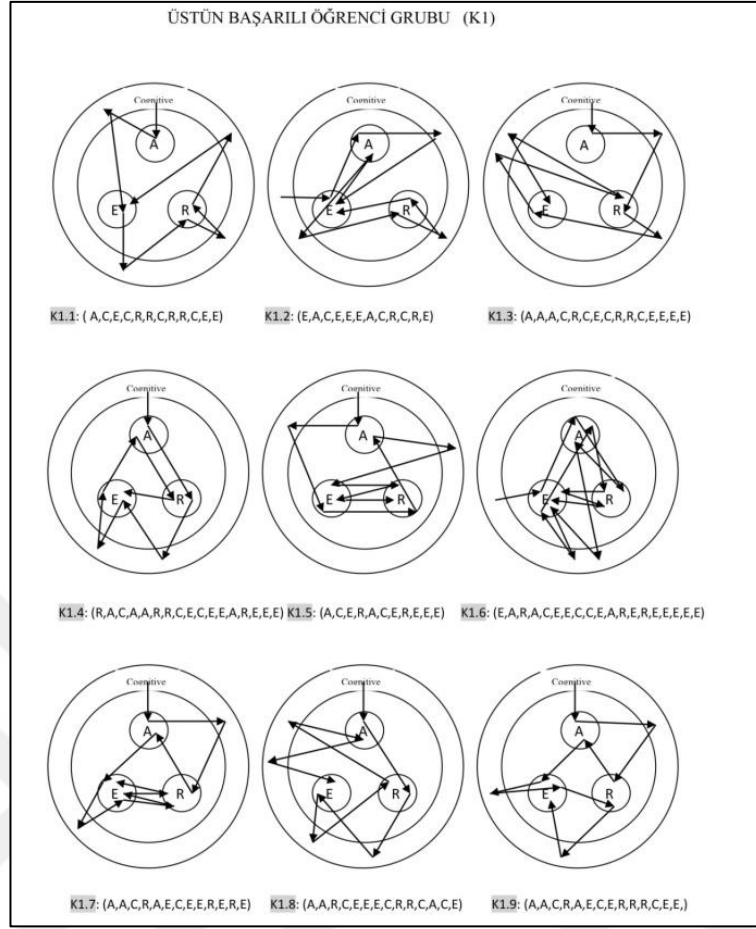 ÜSTÜN BAŞARILI ÖĞRENCİ GRUBU (K1)
Cognitive Cognitive Cognitive
A A A
E R E R E R
K1.1: ( A,C,E,C,R,R,C,R,R,C,E,E) K1.2: (E,A,C,E,E,E,A,C,R,C,R,E) K1.3: (A,A,A,C,R,C,E,C,R,R,C,E,E,E,E)
Cognitive Cognitive Cognitive
A A A
E R E R E R
K1.4: (R,A,C,A,A,R,R,C,E,C,E,E,A,R,E,E,E) K1.5: (A,C,E,R,A,C,E,R,E,E,E) K1.6: (E,A,R,A,C,E,E,C,C,E,A,R,E,R,E,E,E,E,E)
Cognitive Cognitive Cognitive
A A A
E R E R E R
K1.7: (A,A,C,R,A,E,C,E,E,R,E,R,E) K1.8: (A,A,R,C,E,E,E,C,R,R,C,A,C,E) K1.9: (A,A,C,R,A,E,C,E,R,R,R,C,E,E,)